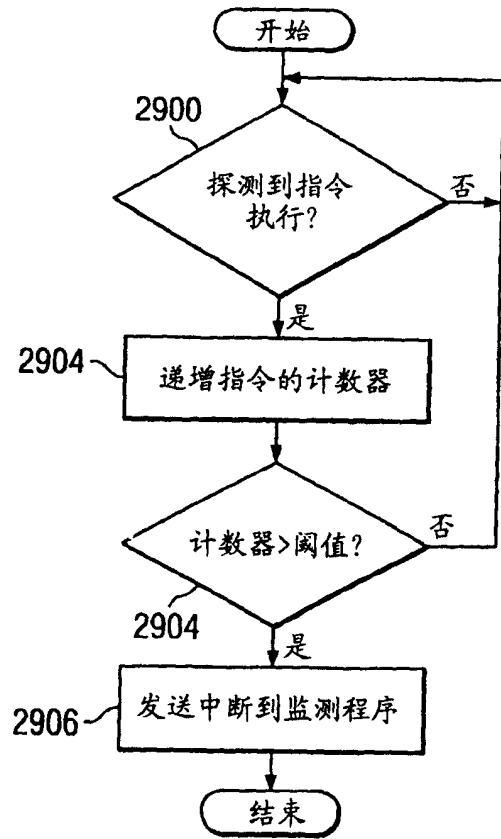 开始
2900
探测到指令
执行?
否
是
2904
递增指令的计数器
计数器>阈值?
否
2904
是
2906
发送中断到监测程序
结束